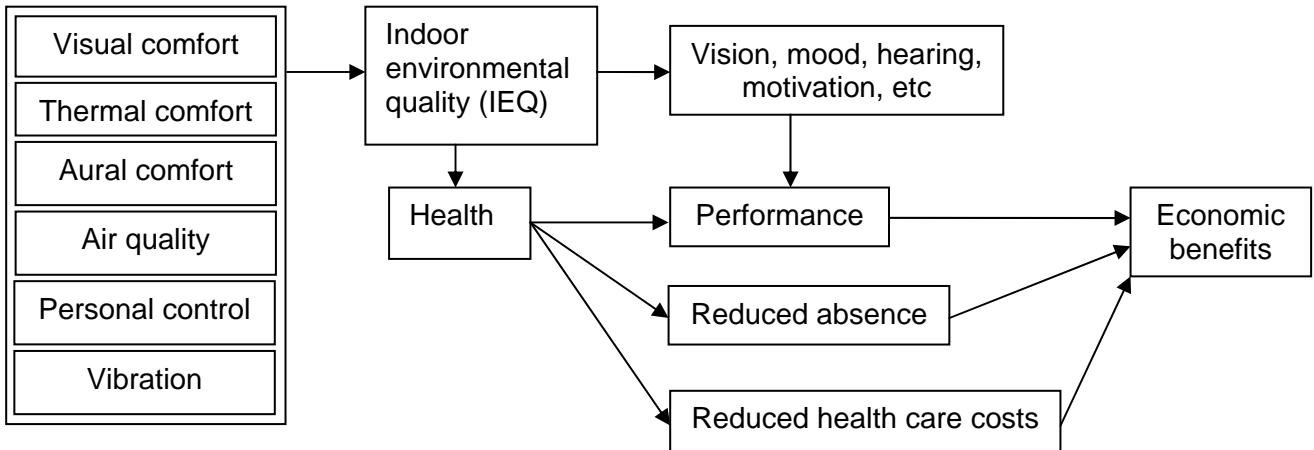 Visual comfort
Thermal comfort
Aural comfort
Air quality
Personal control
Vibration
Indoor
environmental
quality (IEQ)
Health
Vision, mood, hearing,
motivation, etc
Performance
Reduced absence
Reduced health care costs
Economic
benefits